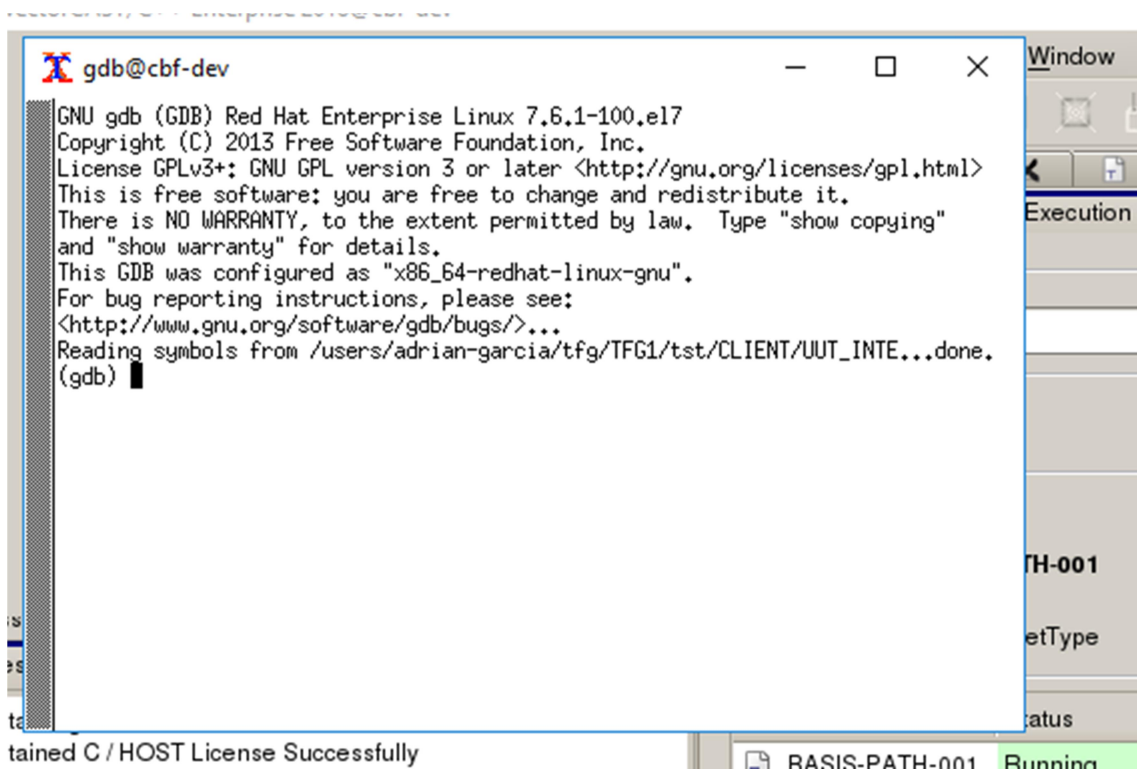 gdb@cbf-dev
Window
GNU gdb (GDB) Red Hat Enterprise Linux 7.6.1-100.el7
Copyright (C) 2013 Free Software Foundation, Inc.
License GPLv3+: GNU GPL version 3 or later <http://gnu.org/licenses/gpl.html>
This is free software: you are free to change and redistribute it.
There is NO WARRANTY, to the extent permitted by law.  Type "show copying"
and "show warranty" for details.
This GDB was configured as "x86_64-redhat-linux-gnu".
For bug reporting instructions, please see:
<http://www.gnu.org/software/gdb/bugs/>...
Reading symbols from /users/adrian-garcia/tfg/TFG1/tst/CLIENT/UUT_INTE...done.
(gdb)
Execution
TH-001
etType
tatus
tained C / HOST License Successfully
BASIS-PATH-001 Running